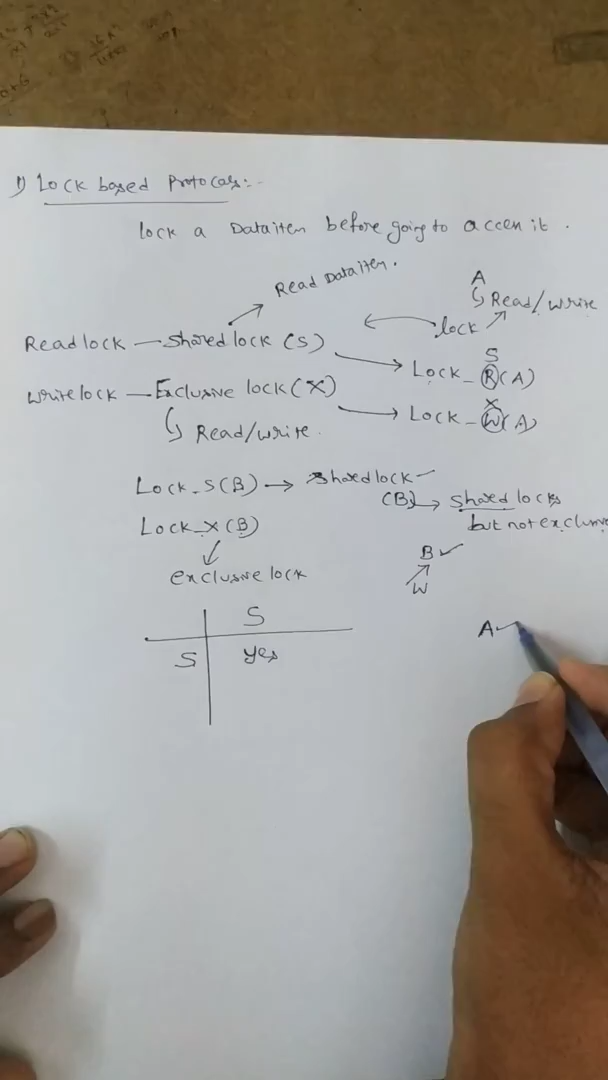 1) Lock based Protocols:-
Lock a Dataitem before going to accen it.
Read Dataitem.
A
Read/write
lock
Read lock — Shared lock (S)
S
Lock_R(A)
write lock — Exclusive lock (X)
X
Lock_W(A)
Read/write.
Lock_S(B) → Shared lock
(B) → shared locks
but not exclusive
Lock_X(B)
B
W
exclusive lock
S
A
S yes